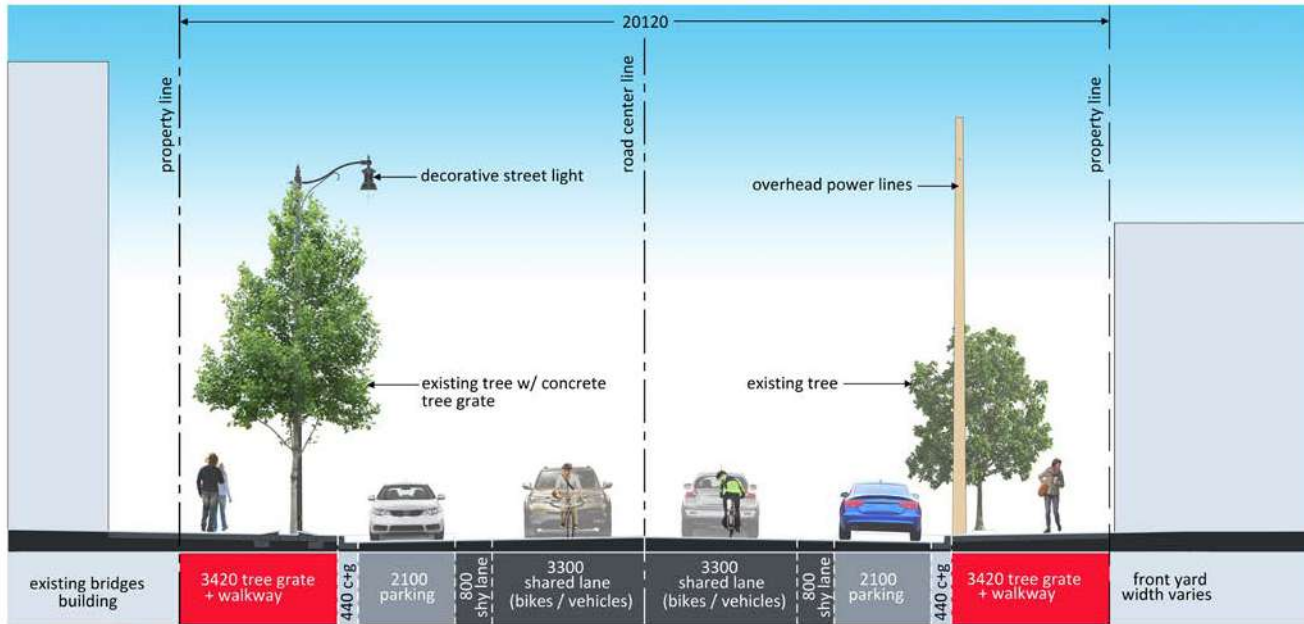 20120
property line
road center line
property line
decorative street light
overhead power lines
existing tree w/ concrete
tree grate
existing tree
existing bridges
building
3420 tree grate
+ walkway
440 c+g
2100
parking
800
shy lane
3300
shared lane
(bikes / vehicles)
3300
shared lane
(bikes / vehicles)
800
shy lane
2100
parking
440 c+g
3420 tree grate
+ walkway
front yard
width varies